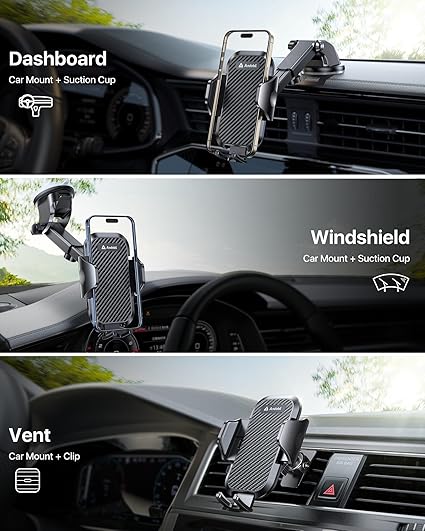 Dashboard
Car Mount + Suction Cup
Windshield
Car Mount + Suction Cup
Vent
Car Mount + Clip